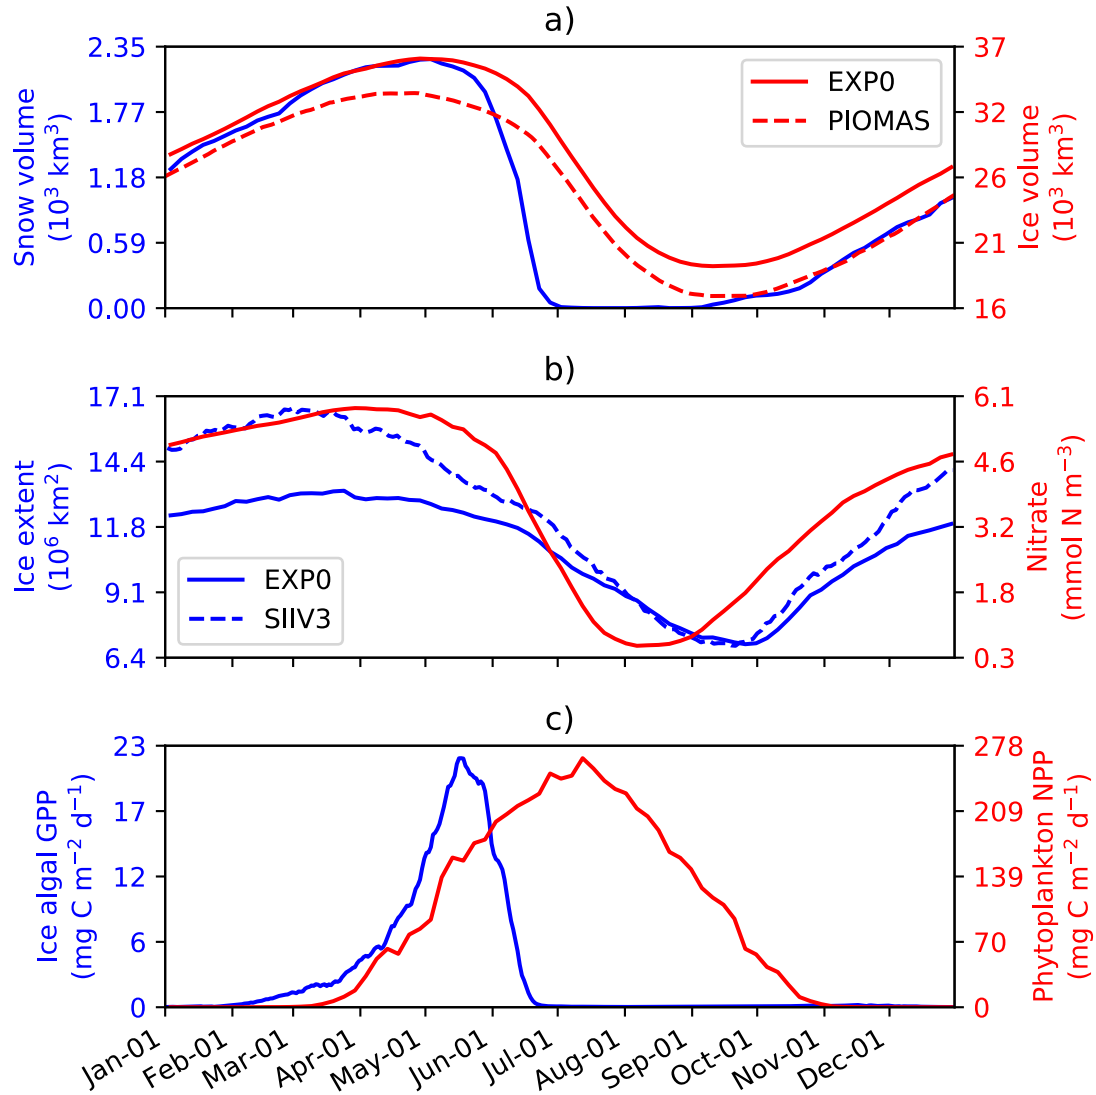 a)
2.35
1.77
1.18
0.59
0.00
Snow volume
(10³ km³)
EXP0
PIOMAS
37
32
26
21
16
Ice volume
(10³ km³)
b)
17.1
14.4
11.8
9.1
6.4
Ice extent
(10⁶ km²)
EXP0
SIIV3
6.1
4.6
3.2
1.8
0.3
Nitrate
(mmol N m⁻³)
c)
23
17
12
6
0
Ice algal GPP
(mg C m⁻² d⁻¹)
278
209
139
70
0
Phytoplankton NPP
(mg C m⁻² d⁻¹)
Jan-01
Feb-01
Mar-01
Apr-01
May-01
Jun-01
Jul-01
Aug-01
Sep-01
Oct-01
Nov-01
Dec-01